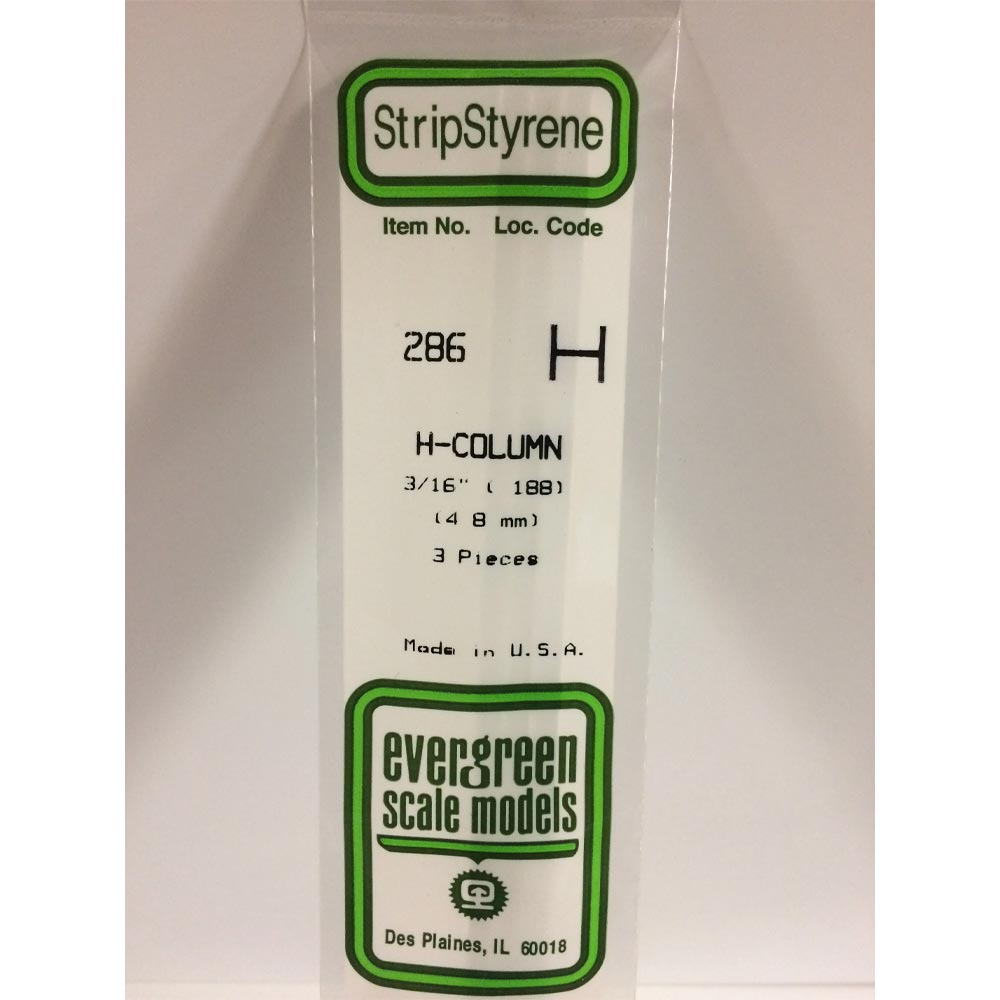 StripStyrene
Item No. Loc. Code
286 H
H-COLUMN
3/16" ( 188)
(4 8 mm)
3 Pieces
Made in U.S.A.
evergreen
scale models
Des Plaines, IL 60018